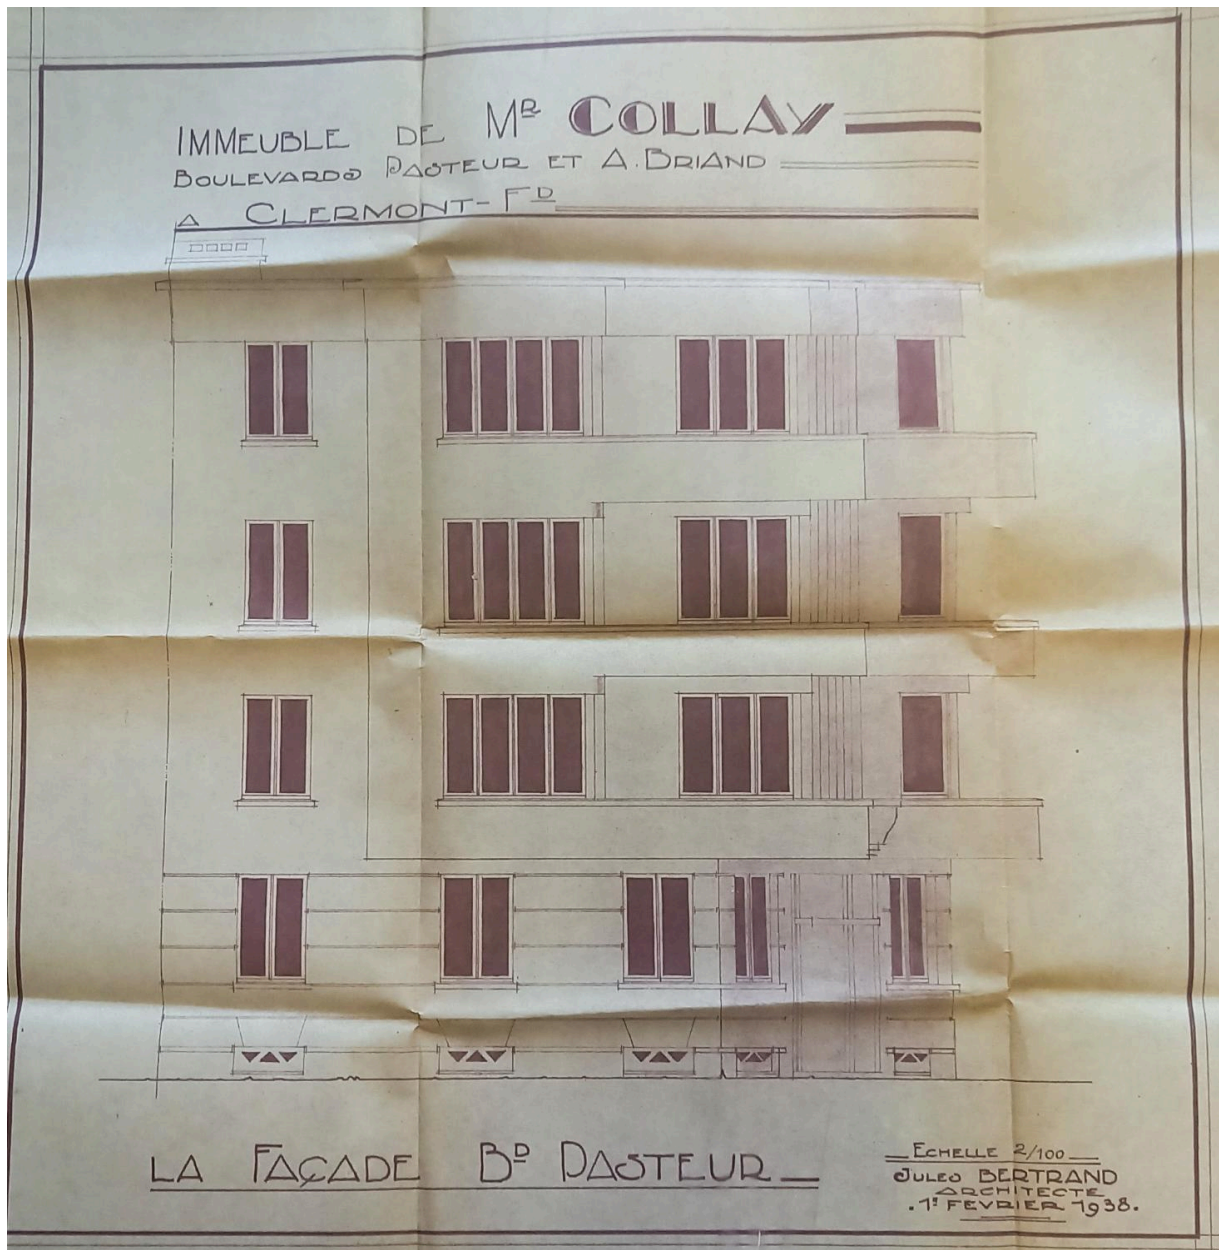 IMMEUBLE DE MR COLLAY
BOULEVARDS PASTEUR ET A. BRIAND
A CLERMONT-FD
LA FAÇADE BD PASTEUR
ECHELLE 2/100
JULES BERTRAND
ARCHITECTE
.1ER FEVRIER 1938.